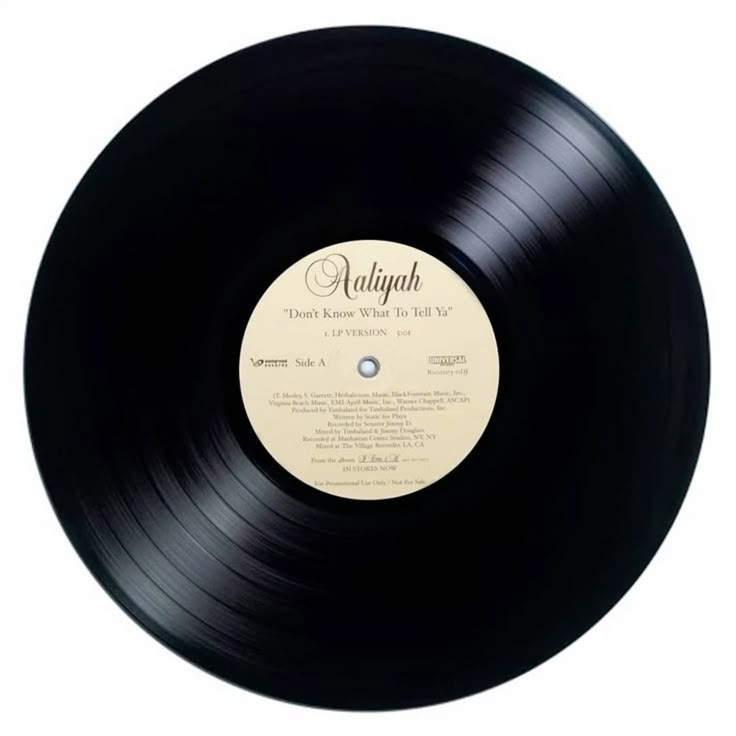 Aaliyah
"Don't Know What To Tell Ya"
1. LP VERSION 5:01
Side A
UNIVERSAL
(T. Mosley, S. Garrett, Herbalicious Music, Black Fountain Music, Inc.,
Virginia Beach Music, EMI April Music, Inc., Warner Chappell, ASCAP)
Produced by Timbaland for Timbaland Productions, Inc.
Written by Static for Playa
Recorded by Senator Jimmy D.
Mixed by Timbaland & Jimmy Douglass
Recorded at Manhattan Center Studios, NY, NY
Mixed at The Village Recorder, LA, CA
From the album
IN STORES NOW
For Promotional Use Only / Not For Sale